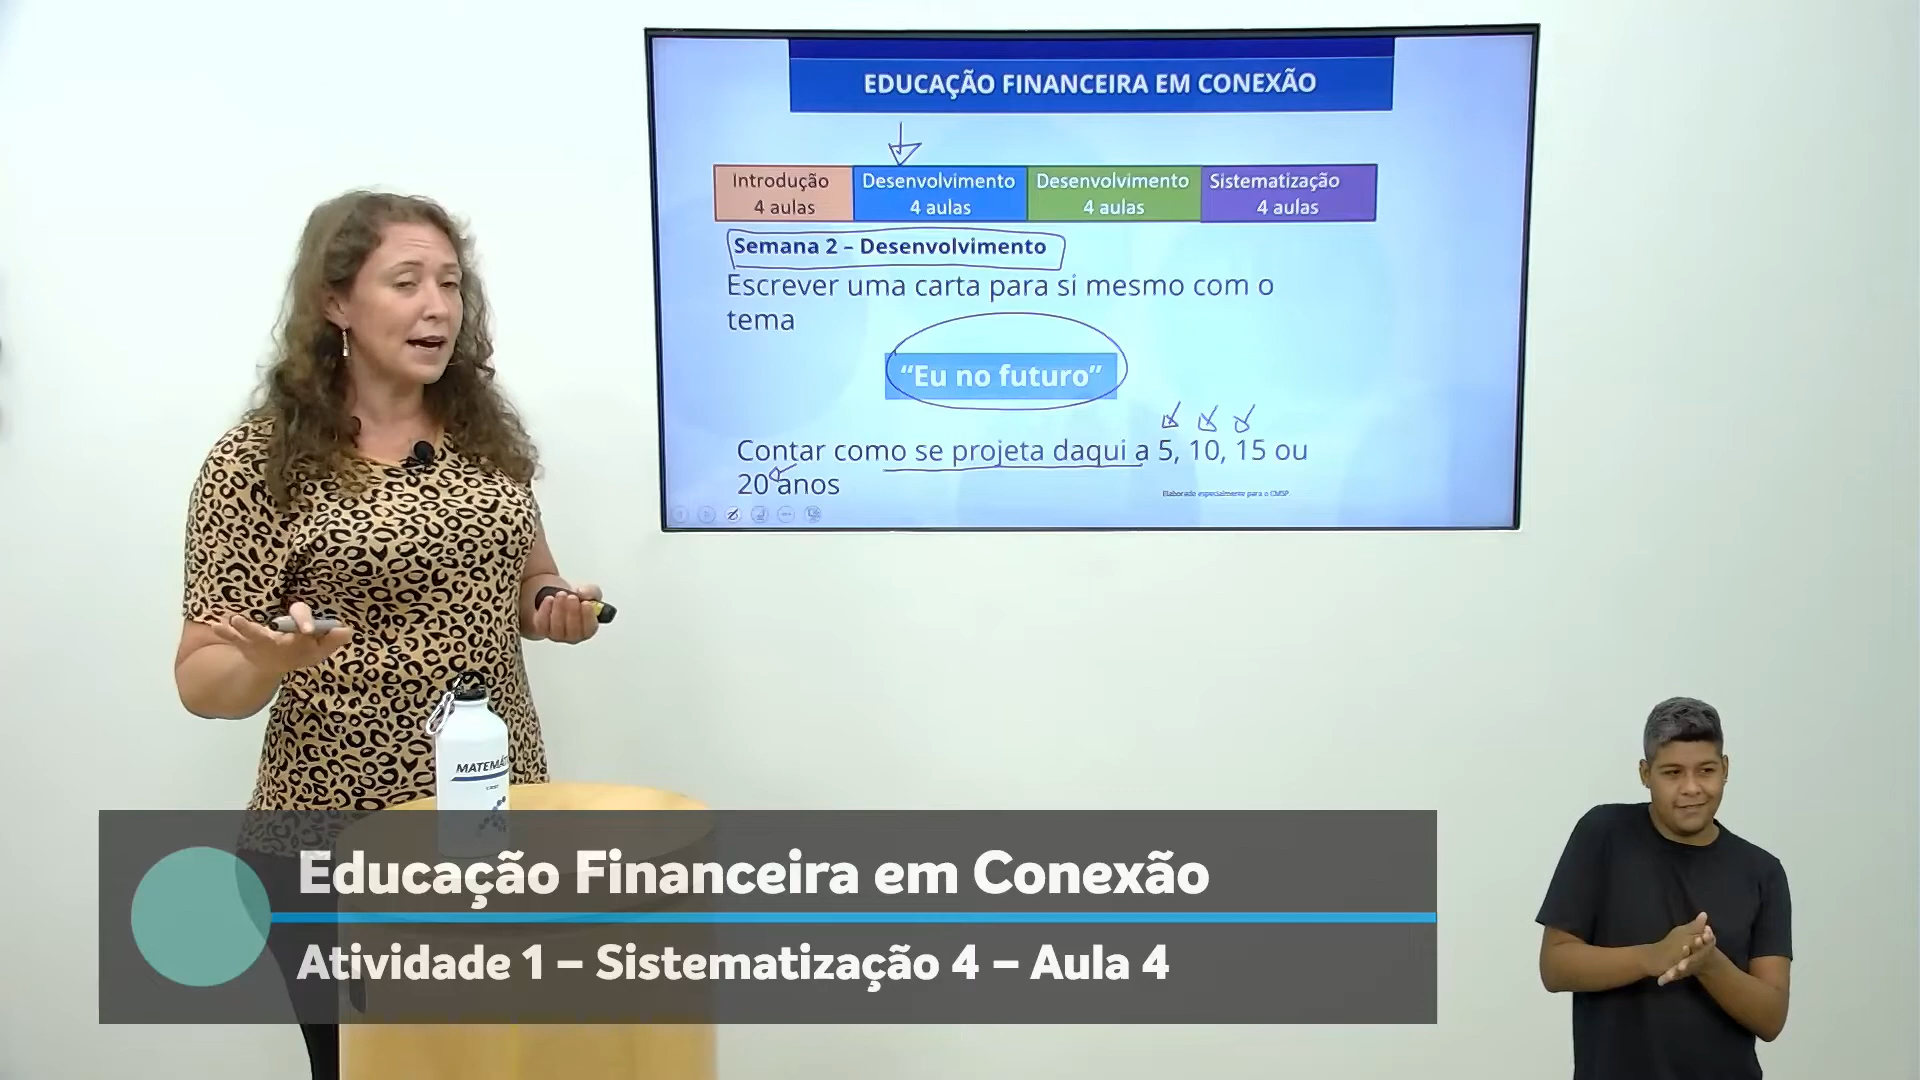 EDUCAÇÃO FINANCEIRA EM CONEXÃO
Introdução
4 aulas
Desenvolvimento
4 aulas
Desenvolvimento
4 aulas
Sistematização
4 aulas
Semana 2 – Desenvolvimento
Escrever uma carta para si mesmo com o
tema
“Eu no futuro”
Contar como se projeta daqui a 5, 10, 15 ou
20 anos
Elaborado especialmente para o CMSP.
Educação Financeira em Conexão
Atividade 1 – Sistematização 4 – Aula 4